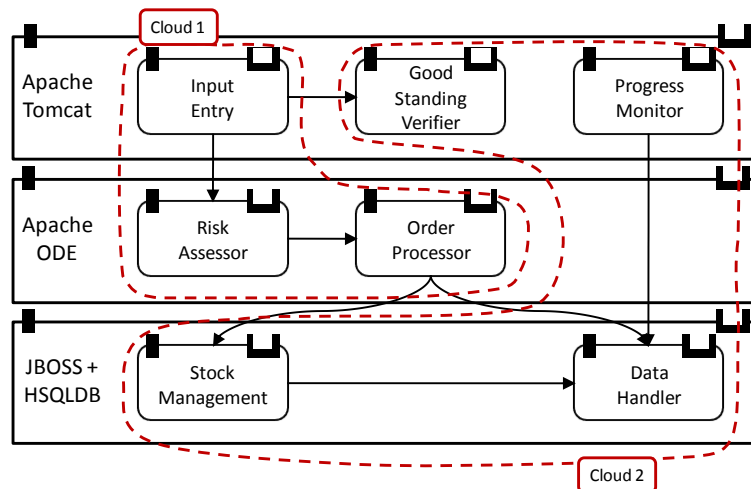 Cloud 1
Apache
Tomcat
Input
Entry
Good
Standing
Verifier
Progress
Monitor
Apache
ODE
Risk
Assessor
Order
Processor
JBOSS +
HSQLDB
Stock
Management
Data
Handler
Cloud 2